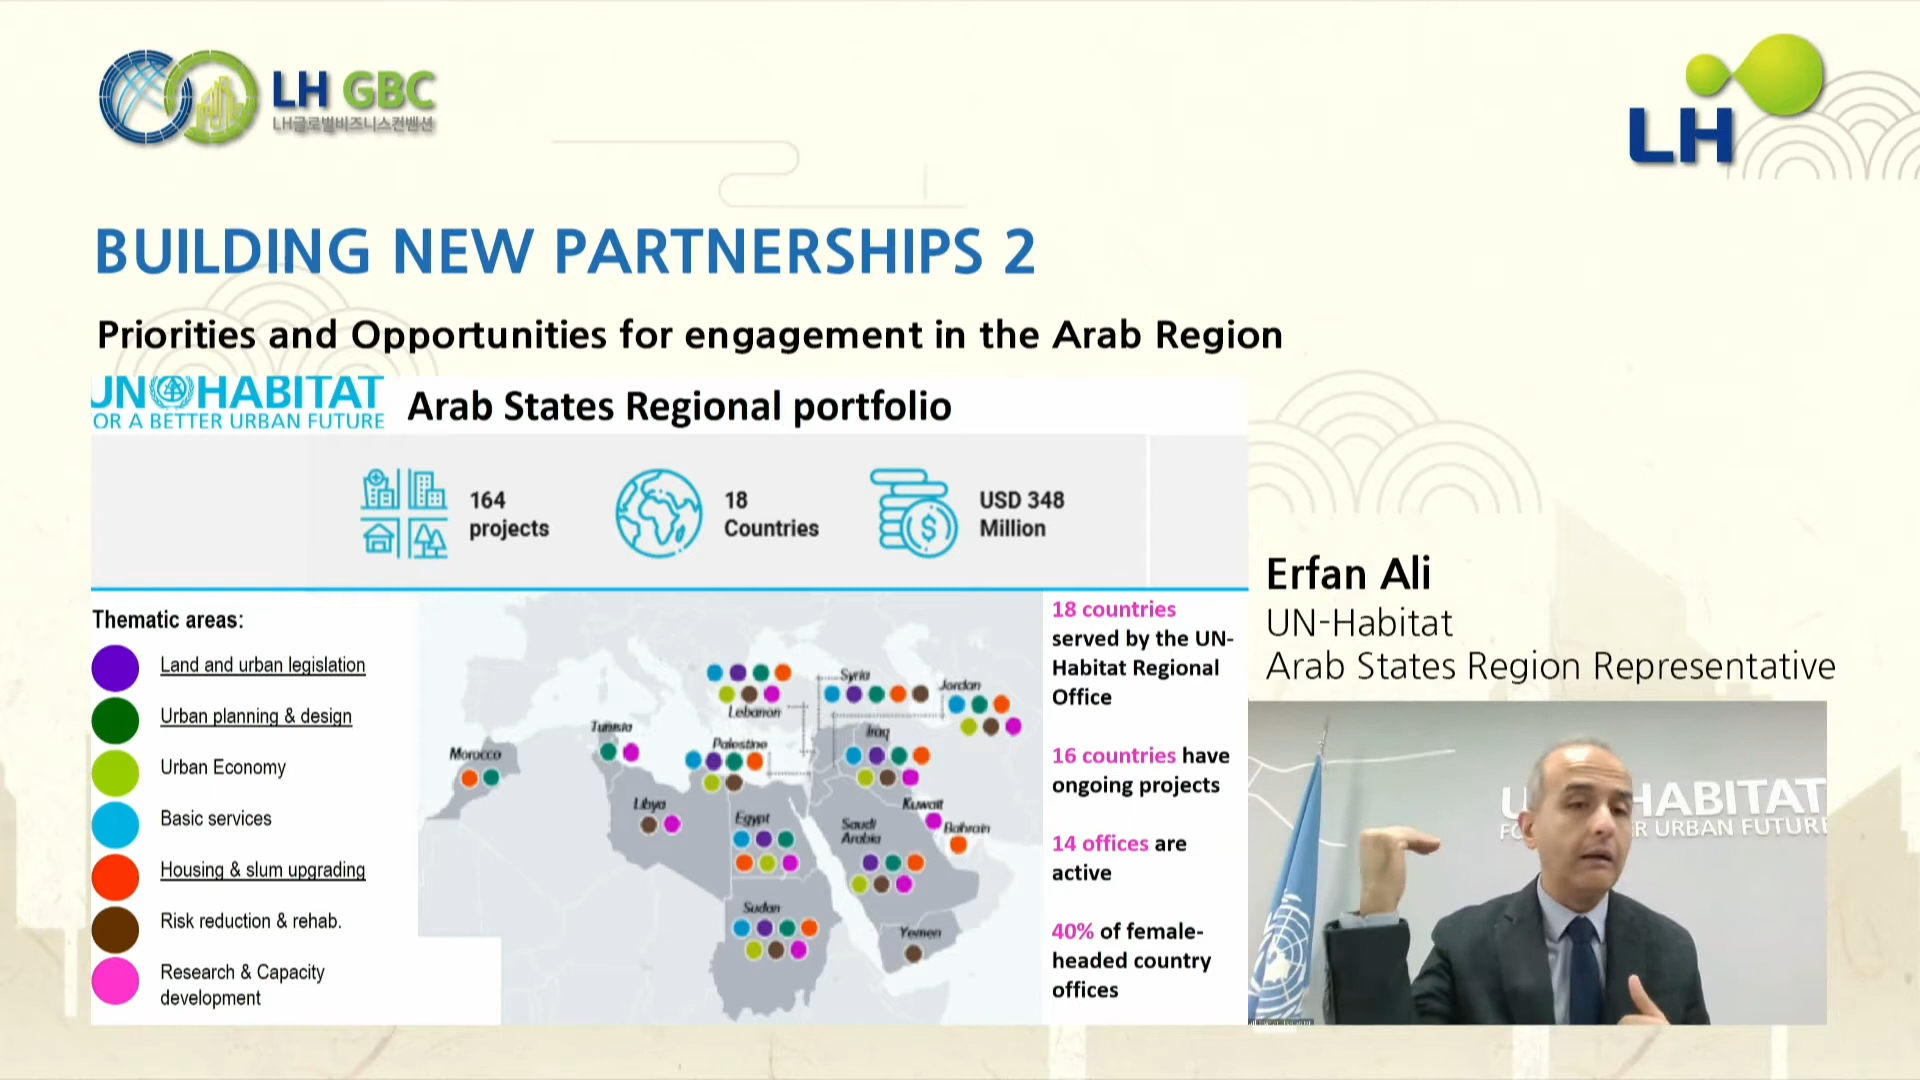 LH GBC
LH글로벌비즈니스컨벤션
LH
BUILDING NEW PARTNERSHIPS 2
Priorities and Opportunities for engagement in the Arab Region
UN HABITAT
OR A BETTER URBAN FUTURE
Arab States Regional portfolio
164
projects
18
Countries
USD 348
Million
Thematic areas:
Land and urban legislation
Urban planning & design
Urban Economy
Basic services
Housing & slum upgrading
Risk reduction & rehab.
Research & Capacity
development
Syria
Jordan
Lebanon
Tunisia
Iraq
Palestine
Morocco
Libya
Kuwait
Egypt
Saudi
Arabia
Bahrain
Sudan
Yemen
18 countries
served by the UN-
Habitat Regional
Office
16 countries have
ongoing projects
14 offices are
active
40% of female-
headed country
offices
Erfan Ali
UN-Habitat
Arab States Region Representative
U HABITAT
FO R URBAN FUTURE